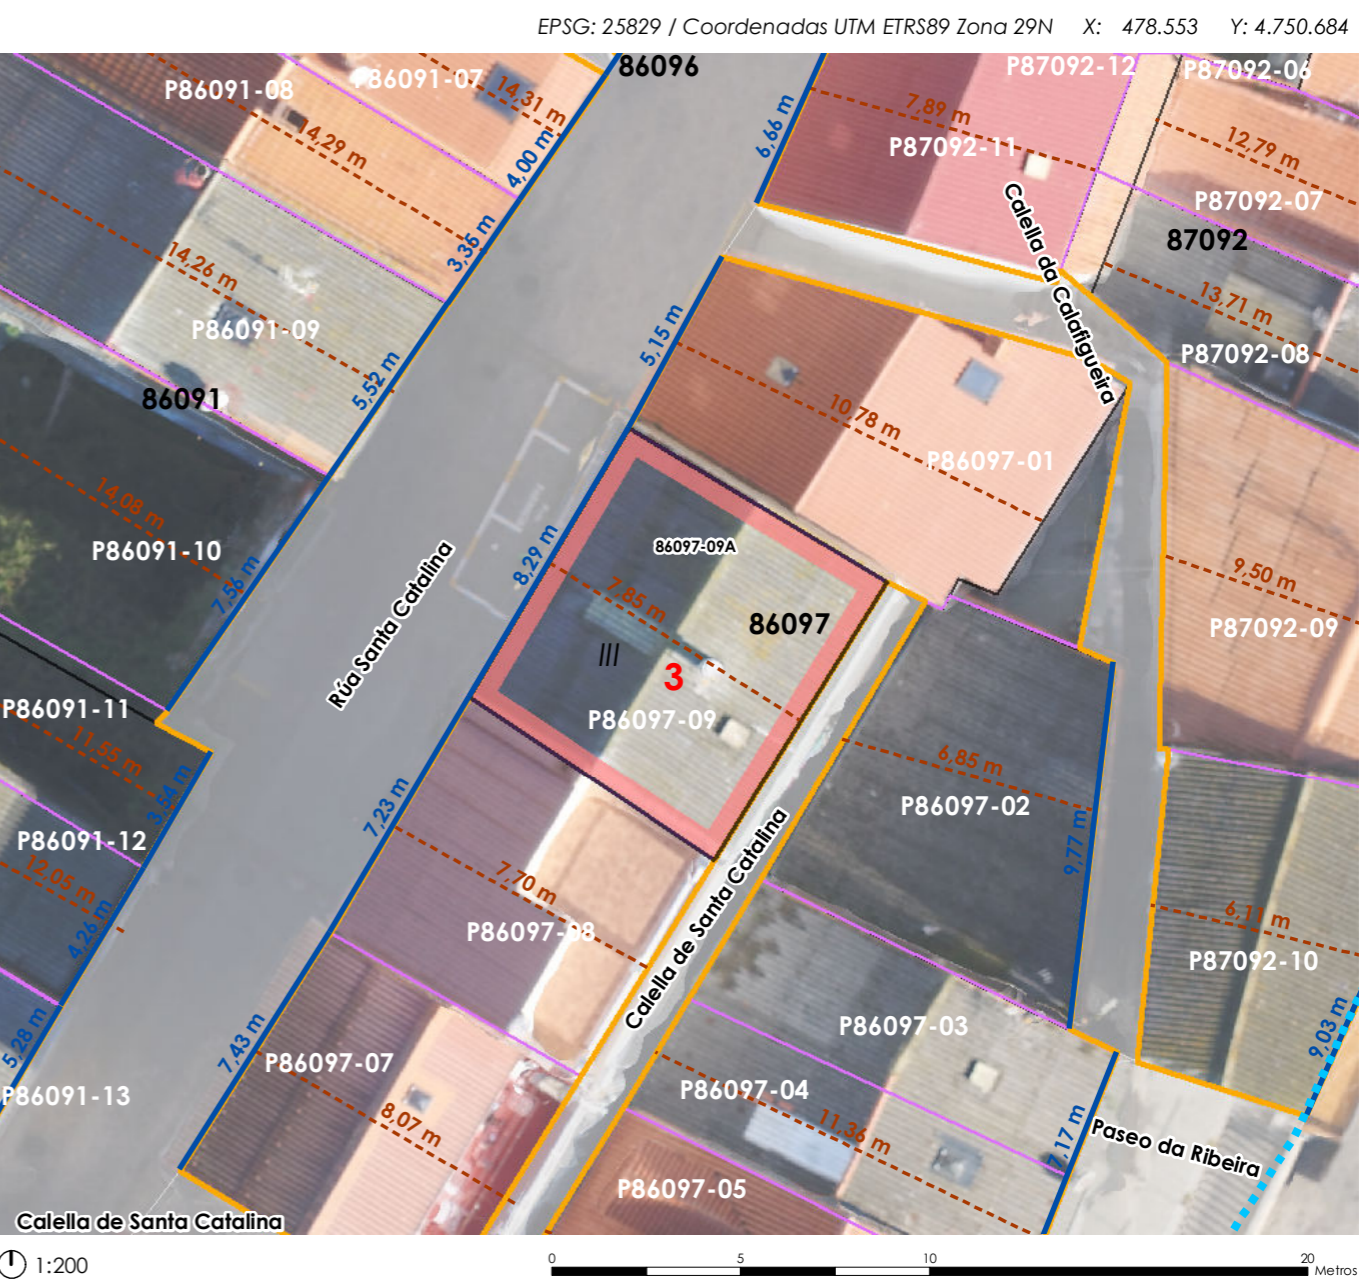 EPSG: 25829 / Coordenadas UTM ETRS89 Zona 29N X: 478.553 Y: 4.750.684
86096
P87092-12
P87092-06
P86091-08
P86091-07
14,31 m
7,89 m
6,66 m
12,79 m
14,29 m
4,00 m
P87092-11
P87092-07
3,36 m
87092
14,26 m
Calella da Calafigueira
13,71 m
P86091-09
5,15 m
P87092-08
5,52 m
86091
10,78 m
P86097-01
14,08 m
P86091-10
8,29 m
86097-09A
7,56 m
7,85 m
9,50 m
Rúa Santa Catalina
86097
P87092-09
III
3
P86091-11
P86097-09
11,55 m
6,85 m
3,54 m
7,23 m
P86097-02
P86091-12
9,77 m
12,05 m
7,70 m
6,11 m
4,26 m
P86097-08
Calella de Santa Catalina
P87092-10
5,28 m
7,43 m
P86097-03
9,03 m
P86097-07
P86091-13
P86097-04
8,07 m
11,36 m
7,17 m
Paseo da Ribeira
P86097-05
Calella de Santa Catalina
1:200
0 5 10 20 Metros